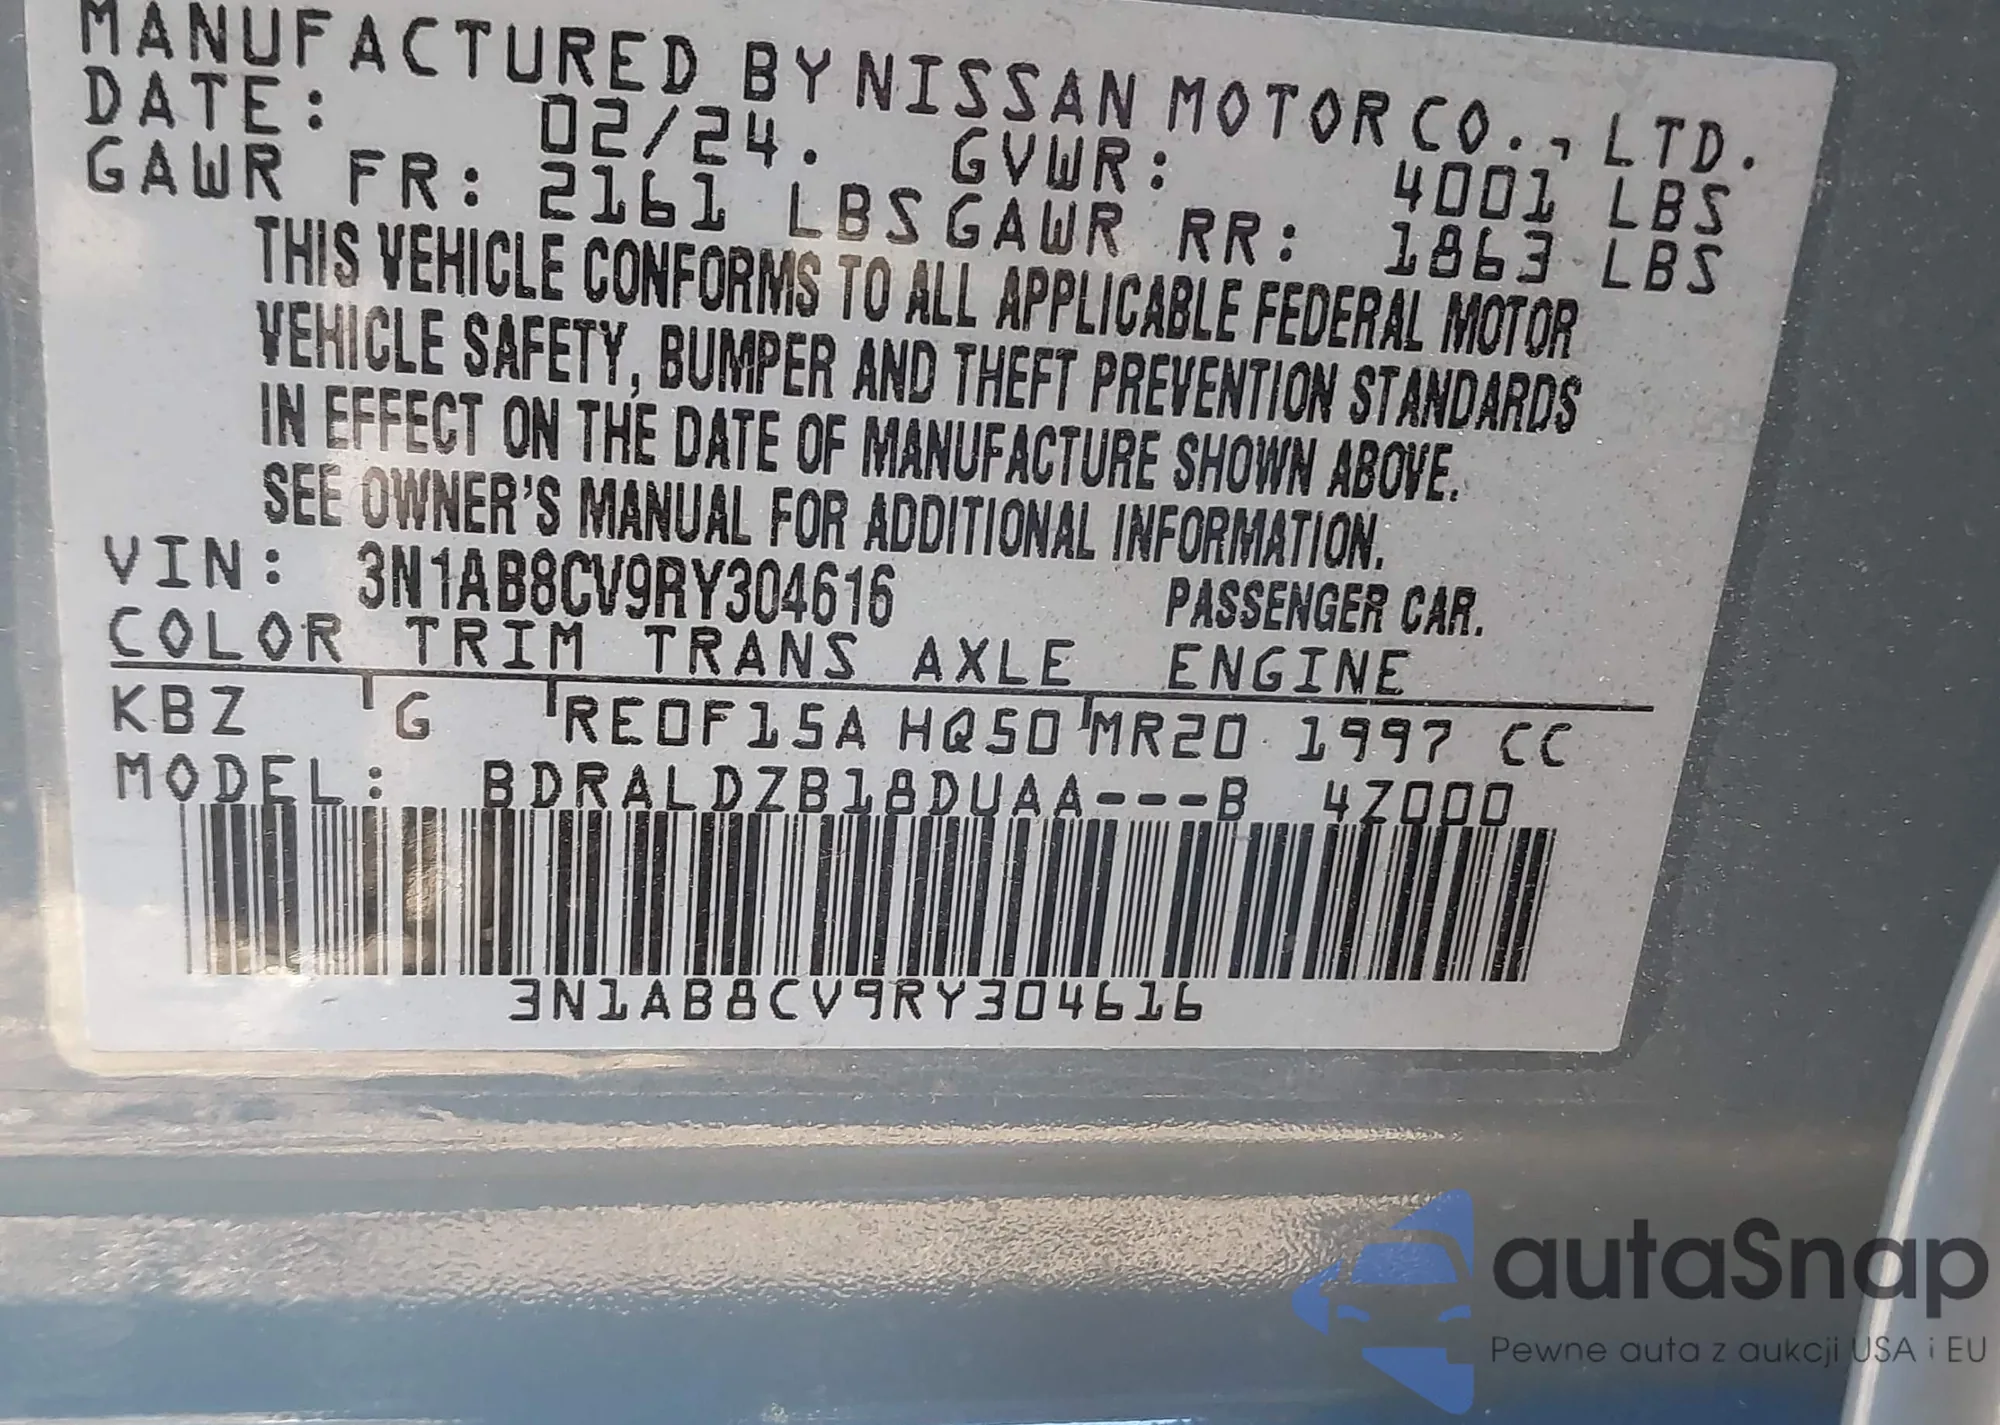 MANUFACTURED BY NISSAN MOTOR CO., LTD.
DATE: 02/24. GVWR: 4001 LBS
GAWR FR: 2161 LBS GAWR RR: 1863 LBS
THIS VEHICLE CONFORMS TO ALL APPLICABLE FEDERAL MOTOR
VEHICLE SAFETY, BUMPER AND THEFT PREVENTION STANDARDS
IN EFFECT ON THE DATE OF MANUFACTURE SHOWN ABOVE.
SEE OWNER'S MANUAL FOR ADDITIONAL INFORMATION.
VIN: 3N1AB8CV9RY304616 PASSENGER CAR.
COLOR TRIM TRANS AXLE ENGINE
KBZ G RE0F15A HQ50 MR20 1997 CC
MODEL: BDRALDZB18DUAA---B 4Z000
3N1AB8CV9RY304616
autaSnap
Pewne auta z aukcji USA i EU